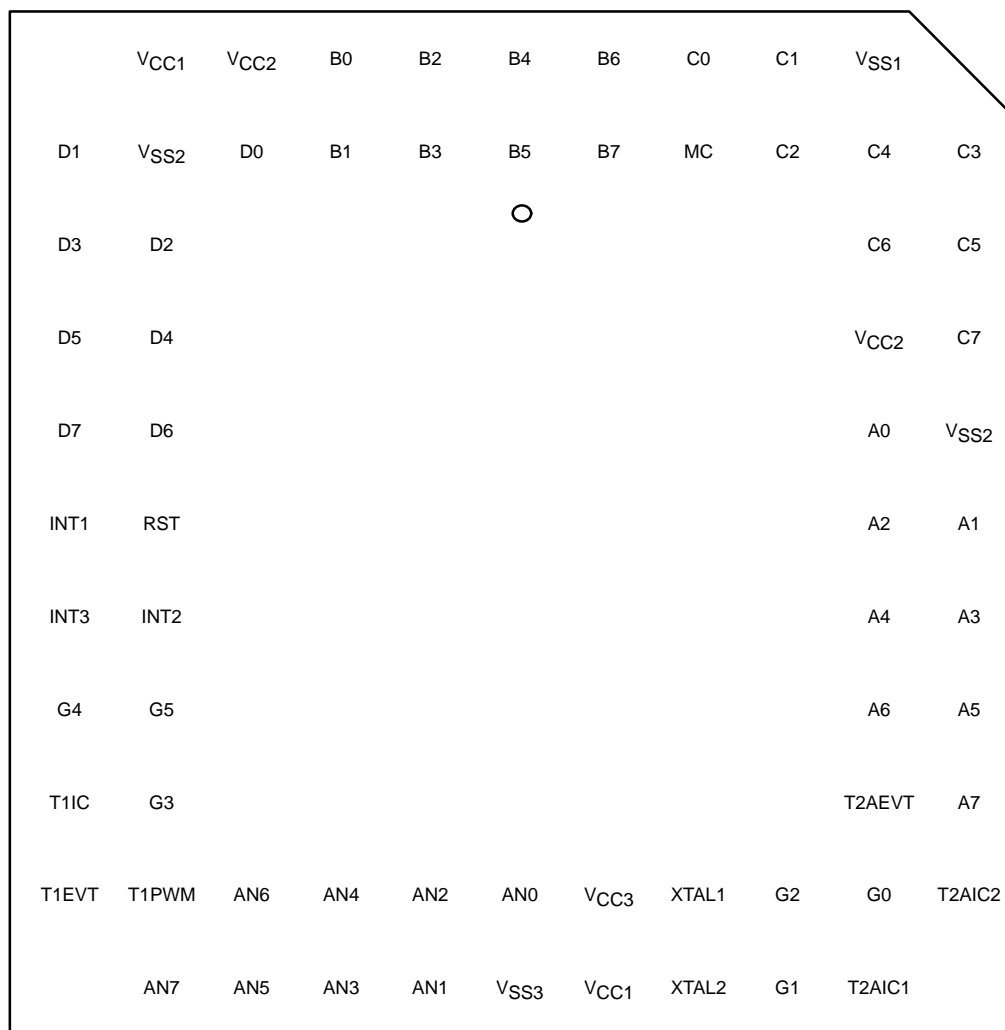 VCC1 VCC2 B0 B2 B4 B6 C0 C1 VSS1
D1 VSS2 D0 B1 B3 B5 B7 MC C2 C4 C3
D3 D2 C6 C5
D5 D4 VCC2 C7
D7 D6 A0 VSS2
INT1 RST A2 A1
INT3 INT2 A4 A3
G4 G5 A6 A5
T1IC G3 T2AEVT A7
T1EVT T1PWM AN6 AN4 AN2 AN0 VCC3 XTAL1 G2 G0 T2AIC2
AN7 AN5 AN3 AN1 VSS3 VCC1 XTAL2 G1 T2AIC1